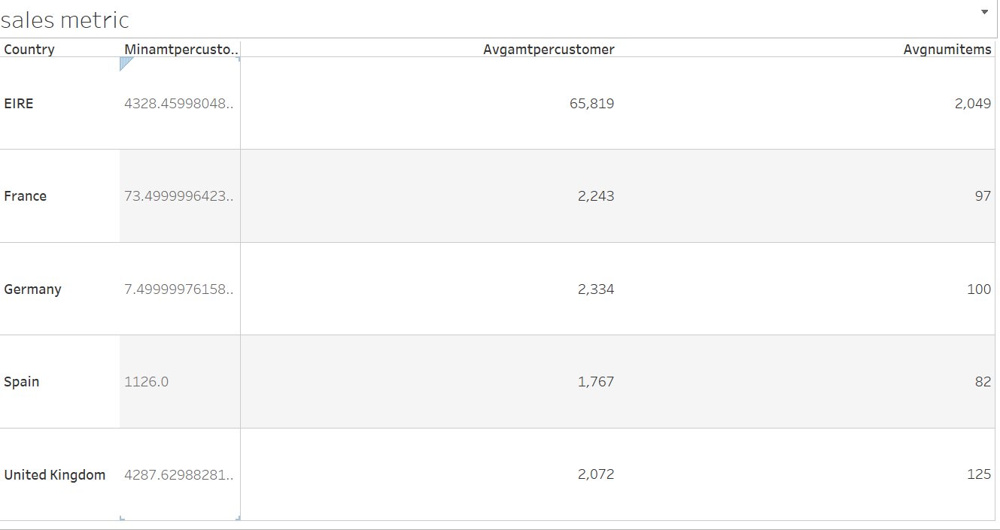 sales metric
Country Minamtpercusto.. Avgamtpercustomer Avgnumitems
EIRE 4328.45998048.. 65,819 2,049
France 73.4999996423.. 2,243 97
Germany 7.49999976158.. 2,334 100
Spain 1126.0 1,767 82
United Kingdom 4287.62988281.. 2,072 125